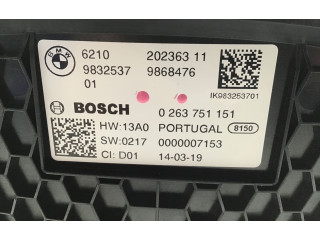 BMW
6210 202363 11
9832537 9868476
01
IK983253701
BOSCH 0 263 751 151
HW:13A0 PORTUGAL 8150
SW:0217 0000007153
CI: D01 14-03-19